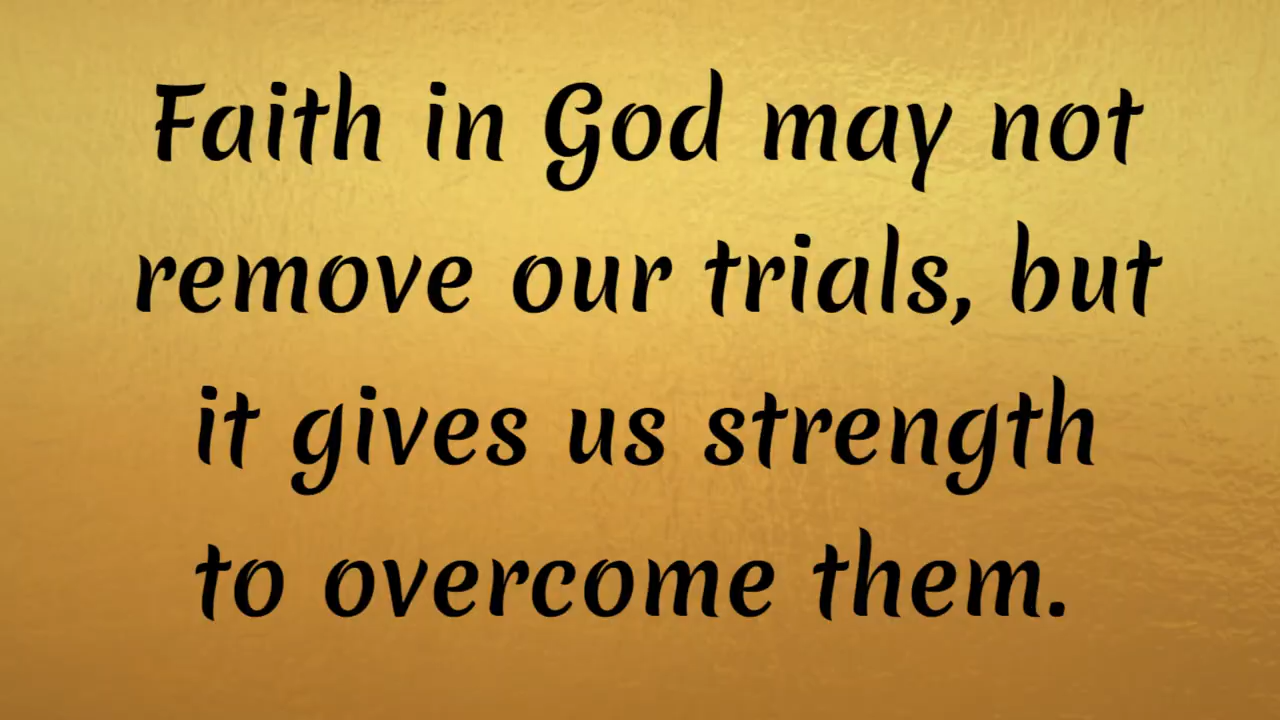 Faith in God may not
remove our trials, but
it gives us strength
to overcome them.